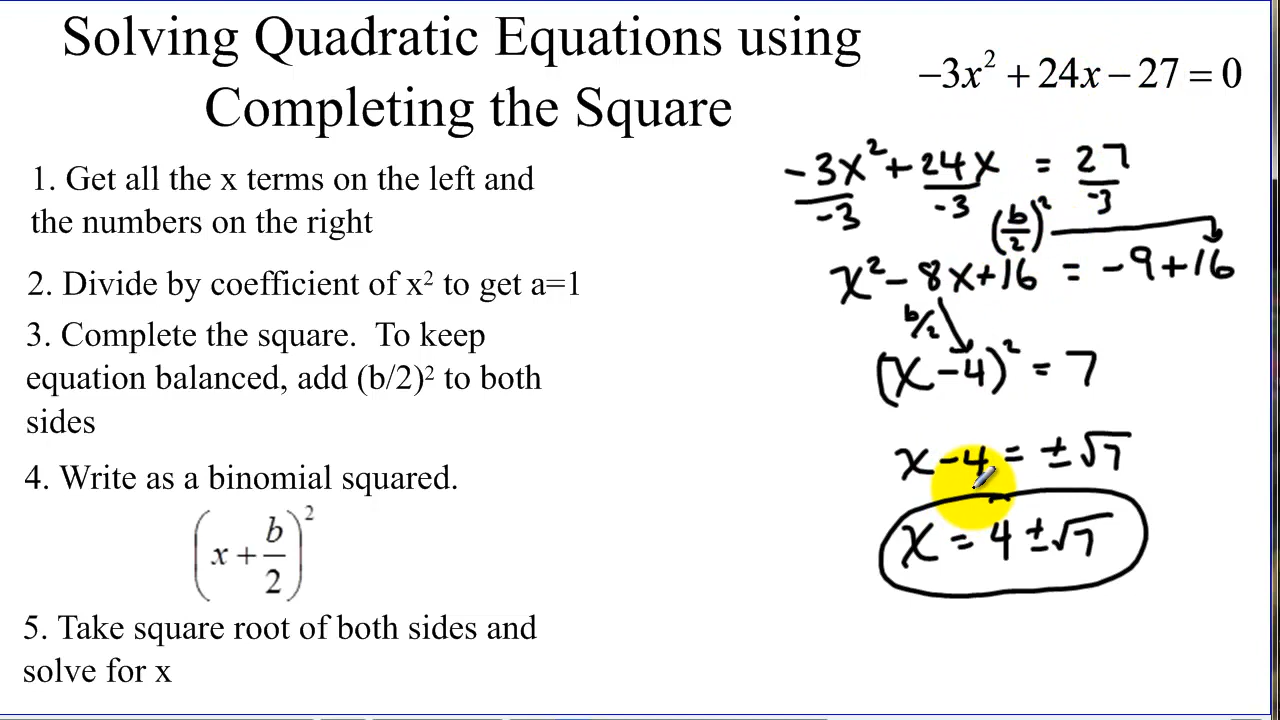 Solving Quadratic Equations using
Completing the Square
−3x² + 24x − 27 = 0
1. Get all the x terms on the left and
the numbers on the right
2. Divide by coefficient of x² to get a=1
3. Complete the square.  To keep
equation balanced, add (b/2)² to both
sides
4. Write as a binomial squared.
(x + b/2)²
5. Take square root of both sides and
solve for x
-3x² + 24x = 27
-3 -3 -3
(b/2)²
x² - 8x + 16 = -9 + 16
b/2
(x - 4)² = 7
x - 4 = ±√7
x = 4 ± √7